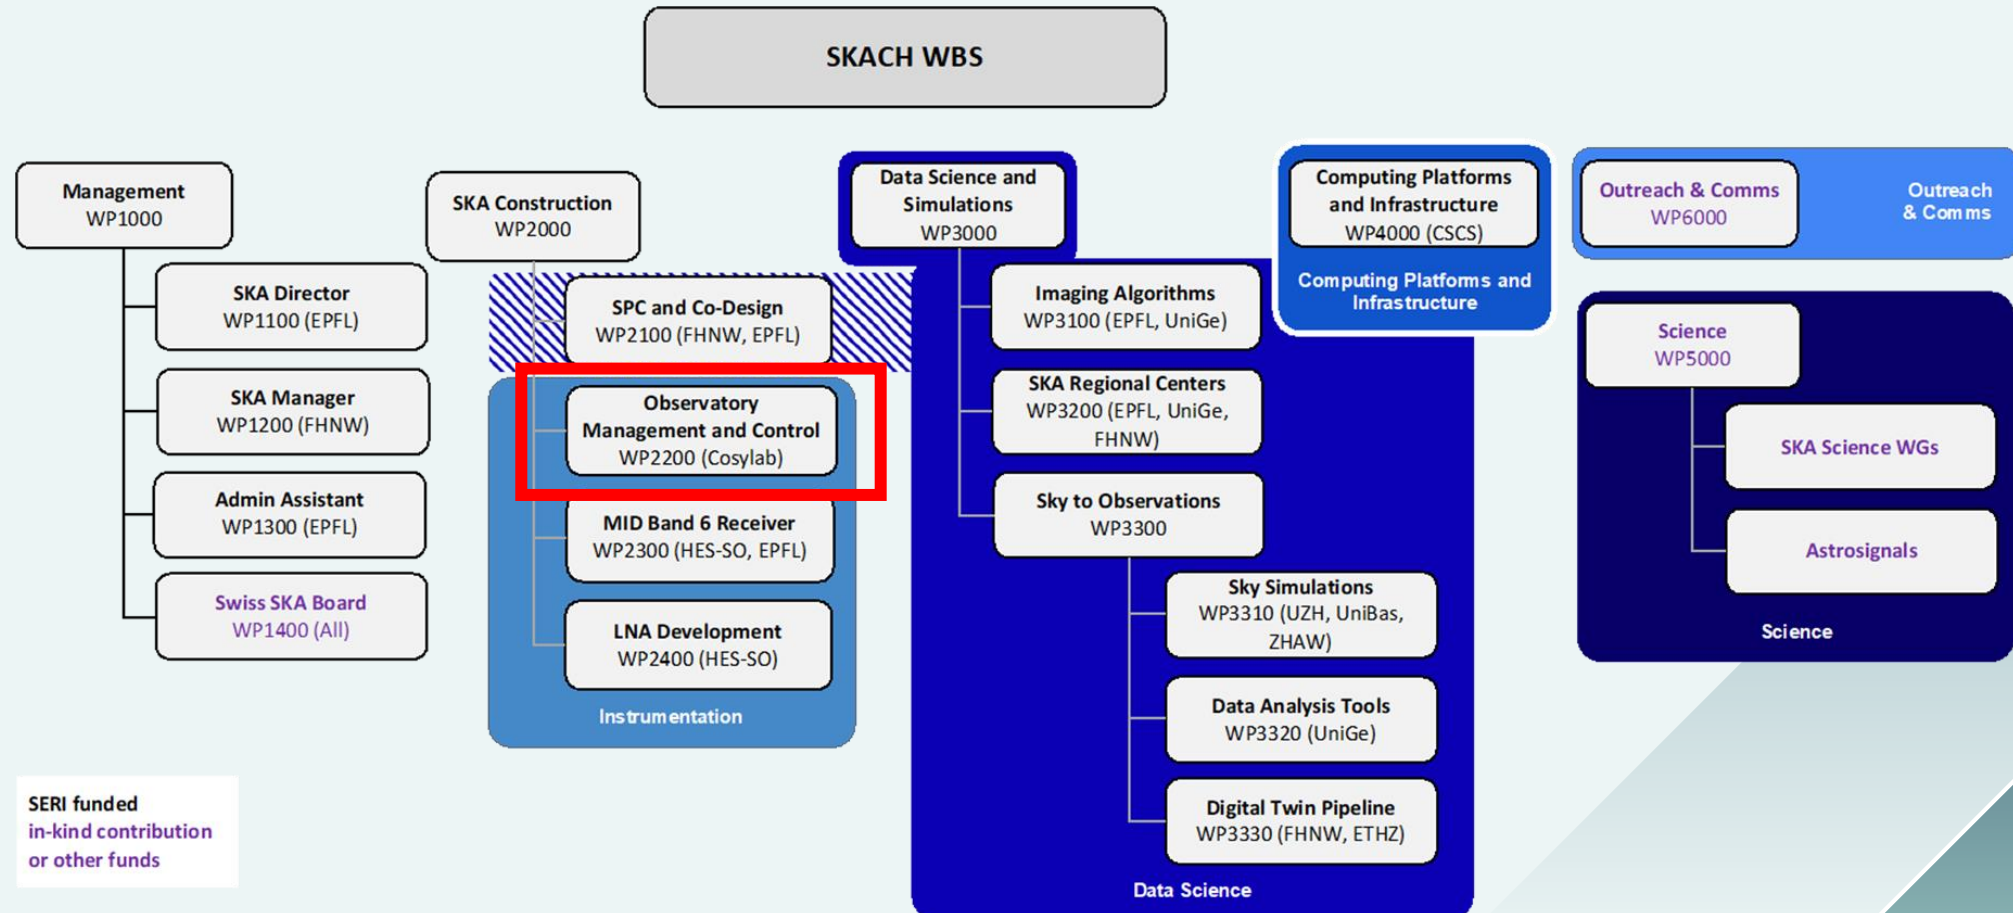 SKACH WBS
Management
WP1000
SKA Director
WP1100 (EPFL)
SKA Manager
WP1200 (FHNW)
Admin Assistant
WP1300 (EPFL)
Swiss SKA Board
WP1400 (All)
SKA Construction
WP2000
SPC and Co-Design
WP2100 (FHNW, EPFL)
Observatory
Management and Control
WP2200 (Cosylab)
MID Band 6 Receiver
WP2300 (HES-SO, EPFL)
LNA Development
WP2400 (HES-SO)
Instrumentation
Data Science and
Simulations
WP3000
Imaging Algorithms
WP3100 (EPFL, UniGe)
SKA Regional Centers
WP3200 (EPFL, UniGe,
FHNW)
Sky to Observations
WP3300
Sky Simulations
WP3310 (UZH, UniBas,
ZHAW)
Data Analysis Tools
WP3320 (UniGe)
Digital Twin Pipeline
WP3330 (FHNW, ETHZ)
Data Science
Computing Platforms
and Infrastructure
WP4000 (CSCS)
Computing Platforms and
Infrastructure
Outreach & Comms
WP6000
Outreach
& Comms
Science
WP5000
SKA Science WGs
Astrosignals
Science
SERI funded
in-kind contribution
or other funds